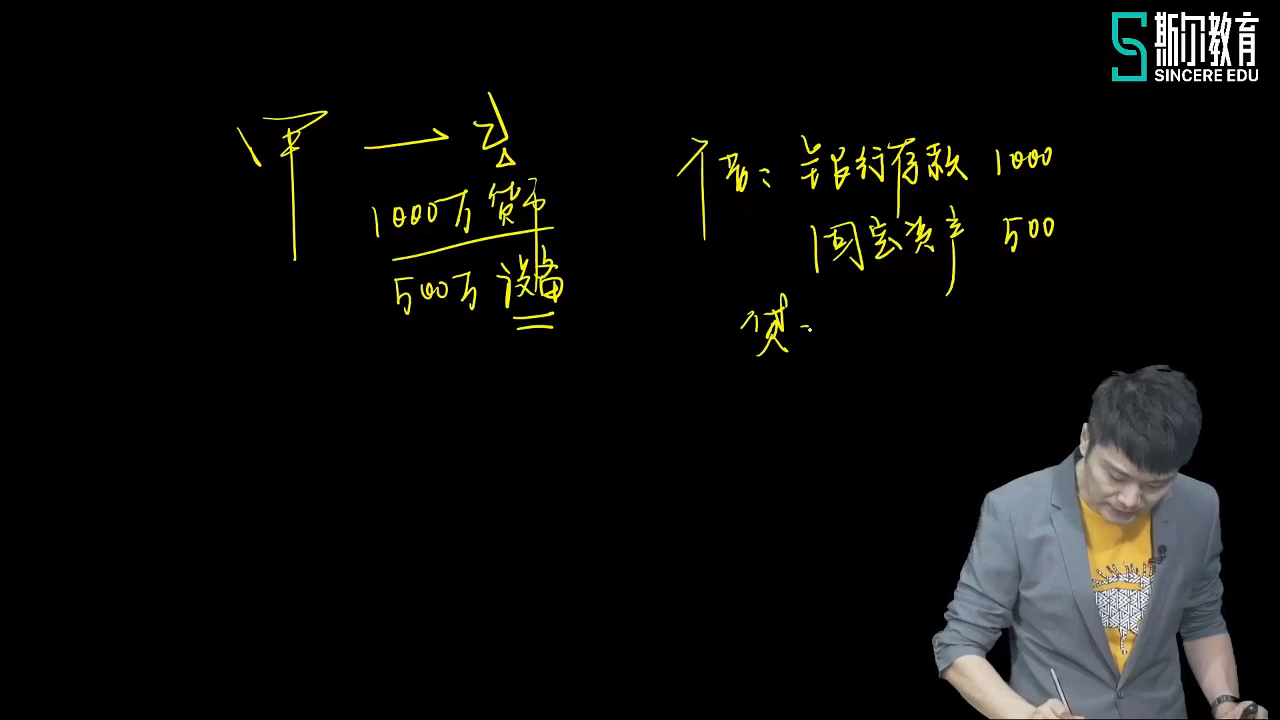 斯尔教育
SINCERE EDU
甲 → 公
1000万 货币
500万 设备
借: 银行存款 1000
固定资产 500
贷: